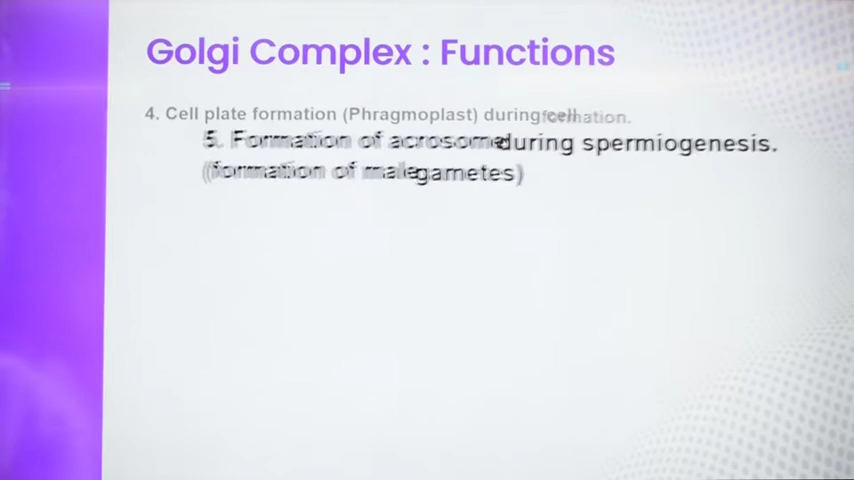 Golgi Complex : Functions
4. Cell plate formation (Phragmoplast) during cell formation.
5. Formation of acrosome during spermiogenesis.
(formation of male gametes)